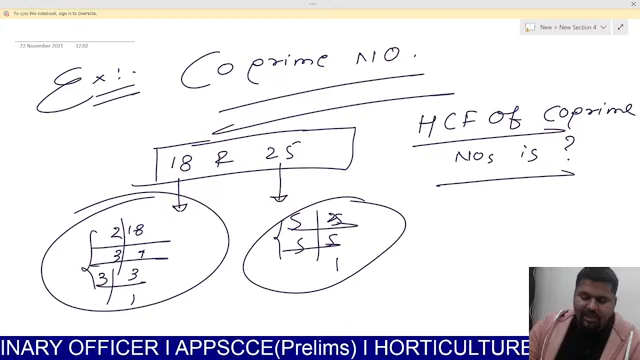 To sync this notebook, sign in to OneNote.
New > New Section 4
22 November 2021 12:02
Ex:-
Coprime NO.
HCF Of Coprime
NOs is ?
18 & 25
2 18
3 9
3 3
1
5 25
5 5
1
INARY OFFICER I APPSCCE(Prelims) I HORTICULTURE